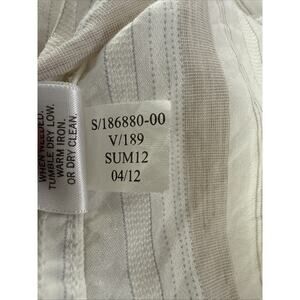 WHEN NEEDED.
TUMBLE DRY LOW.
WARM IRON.
OR DRY CLEAN.
S/186880-00
V/189
SUM12
04/12